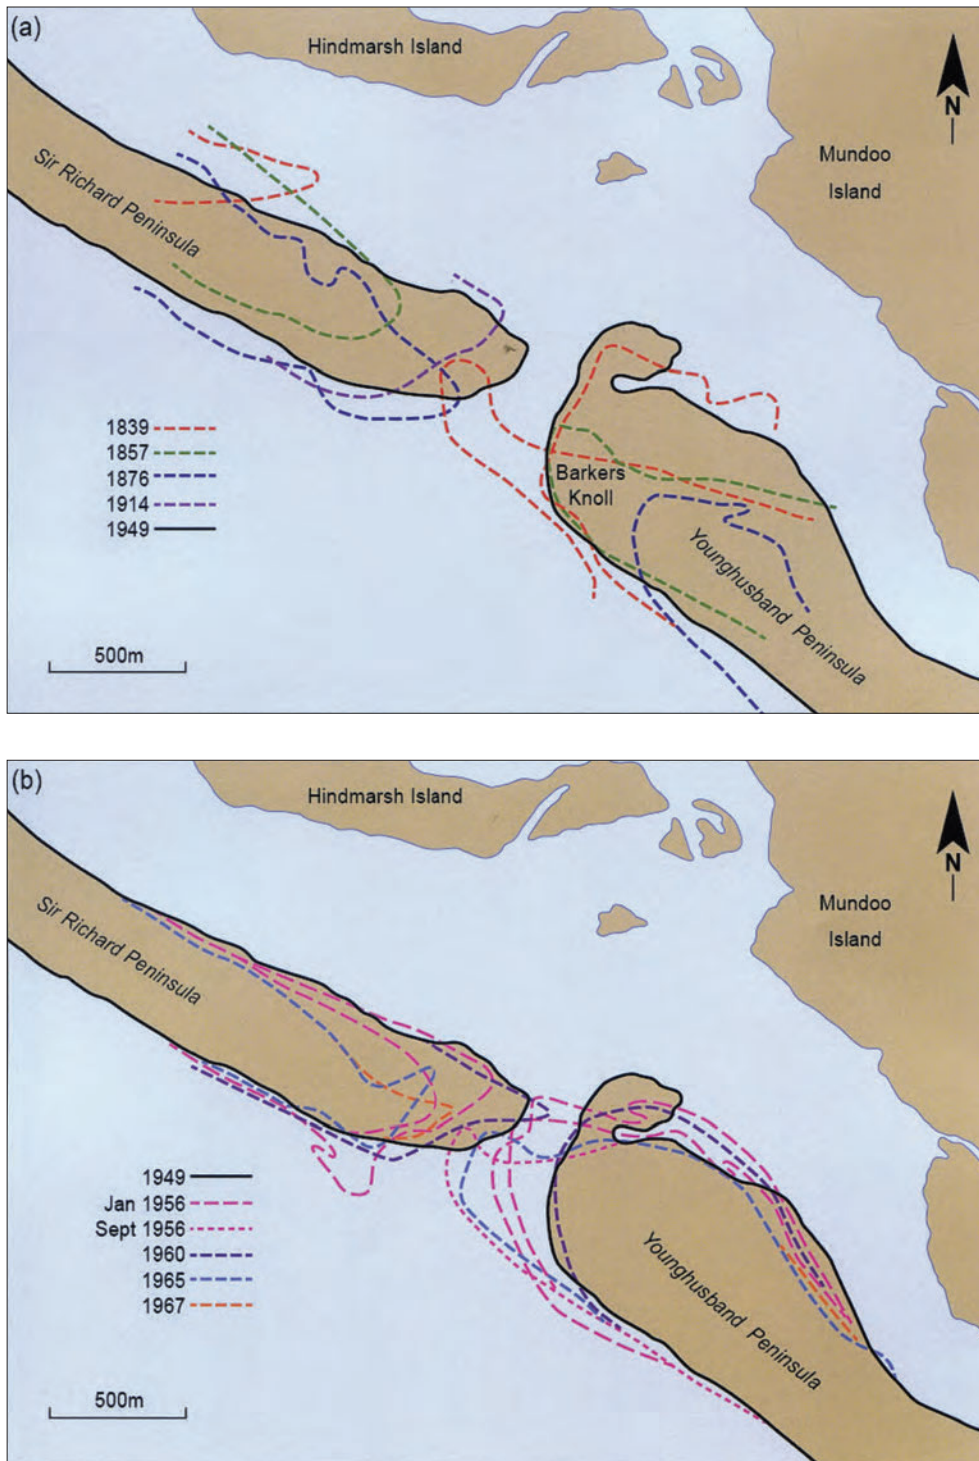 (a)
Hindmarsh Island
N
Mundoo
Island
Sir Richard Peninsula
1839
1857
1876
1914
1949
Barkers
Knoll
Younghusband Peninsula
500m
(b)
Hindmarsh Island
N
Mundoo
Island
Sir Richard Peninsula
1949
Jan 1956
Sept 1956
1960
1965
1967
Younghusband Peninsula
500m